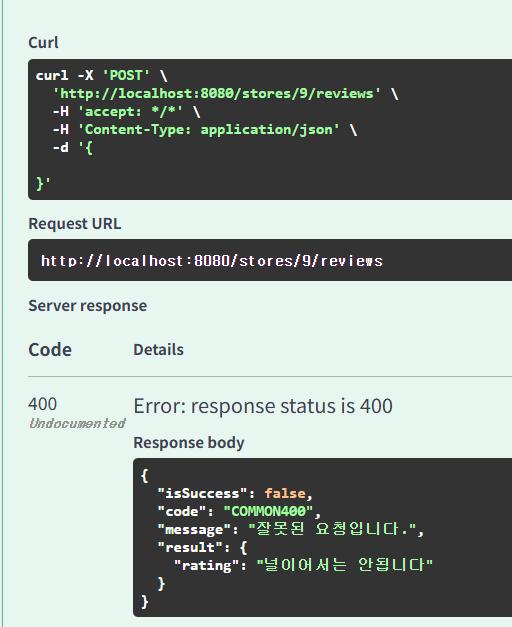 Curl
curl -X 'POST' \
  'http://localhost:8080/stores/9/reviews' \
  -H 'accept: */*' \
  -H 'Content-Type: application/json' \
  -d '{

}'
Request URL
http://localhost:8080/stores/9/reviews
Server response
Code Details
400 Error: response status is 400
Undocumented
Response body
{
  "isSuccess": false,
  "code": "COMMON400",
  "message": "잘못된 요청입니다.",
  "result": {
    "rating": "널이어서는 안됩니다"
  }
}